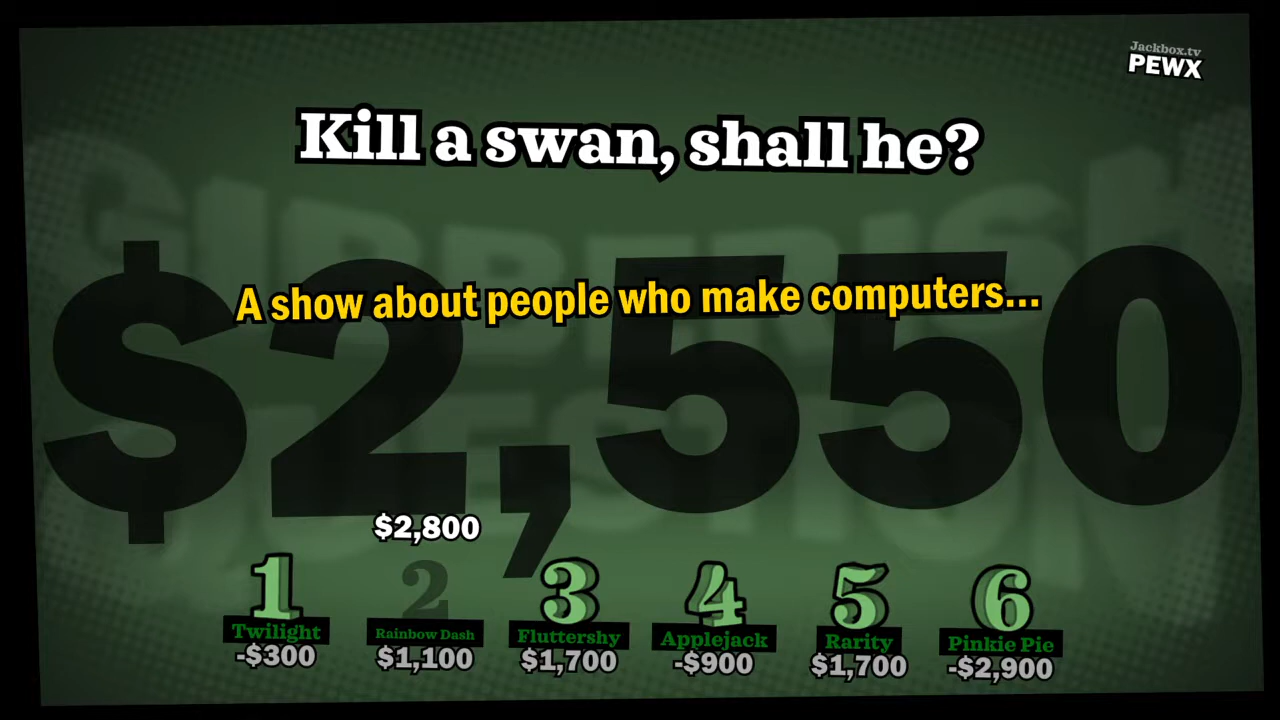 Jackbox.tv
PEWX
Kill a swan, shall he?
GIBBERISH
$2,550
A show about people who make computers...
QUESTION
$2,800
1 2 3 4 5 6
Twilight Rainbow Dash Fluttershy Applejack Rarity Pinkie Pie
-$300 $1,100 $1,700 -$900 $1,700 -$2,900